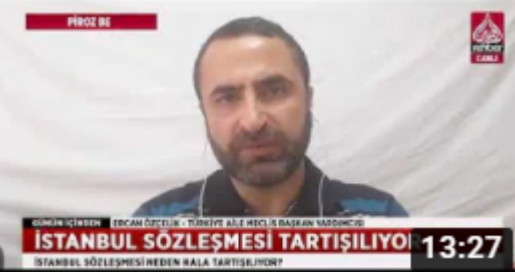 PİROZ BE
rehber
CANLI
GÜNÜN İÇİNDEN
ERCAN ÖZÇELİK - TÜRKİYE AİLE MECLİS BAŞKAN YARDIMCISI
İSTANBUL SÖZLEŞMESİ TARTIŞILIYOR
İSTANBUL SÖZLEŞMESİ NEDEN HALA TARTIŞILIYOR?
13:27